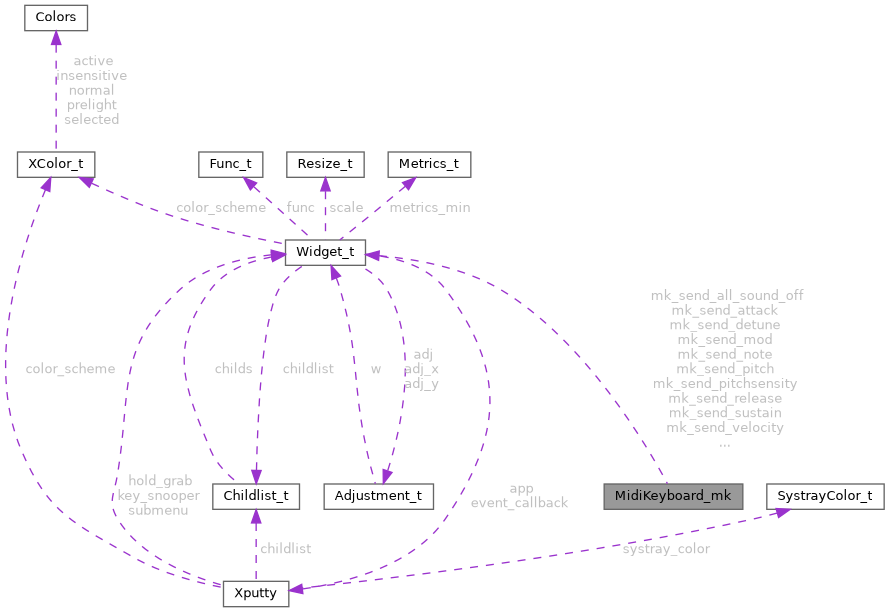 Colors
active
insensitive
normal
prelight
selected
XColor_t
Func_t
Resize_t
Metrics_t
color_scheme
func
scale
metrics_min
Widget_t
mk_send_all_sound_off
mk_send_attack
mk_send_detune
mk_send_mod
mk_send_note
mk_send_pitch
mk_send_pitchsensity
mk_send_release
mk_send_sustain
mk_send_velocity
...
color_scheme
childs
childlist
w
adj
adj_x
adj_y
hold_grab
key_snooper
submenu
Childlist_t
Adjustment_t
app
event_callback
MidiKeyboard_mk
SystrayColor_t
childlist
systray_color
Xputty